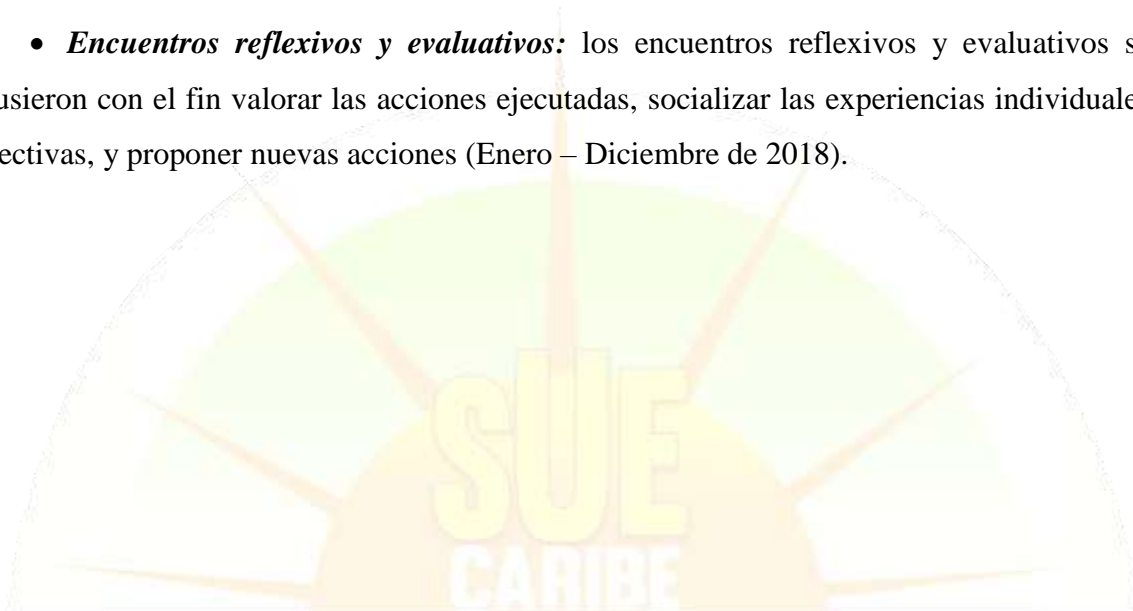 • Encuentros reflexivos y evaluativos: los encuentros reflexivos y evaluativos s
usieron con el fin valorar las acciones ejecutadas, socializar las experiencias individuale
ectivas, y proponer nuevas acciones (Enero – Diciembre de 2018).
SUE
CARIBE